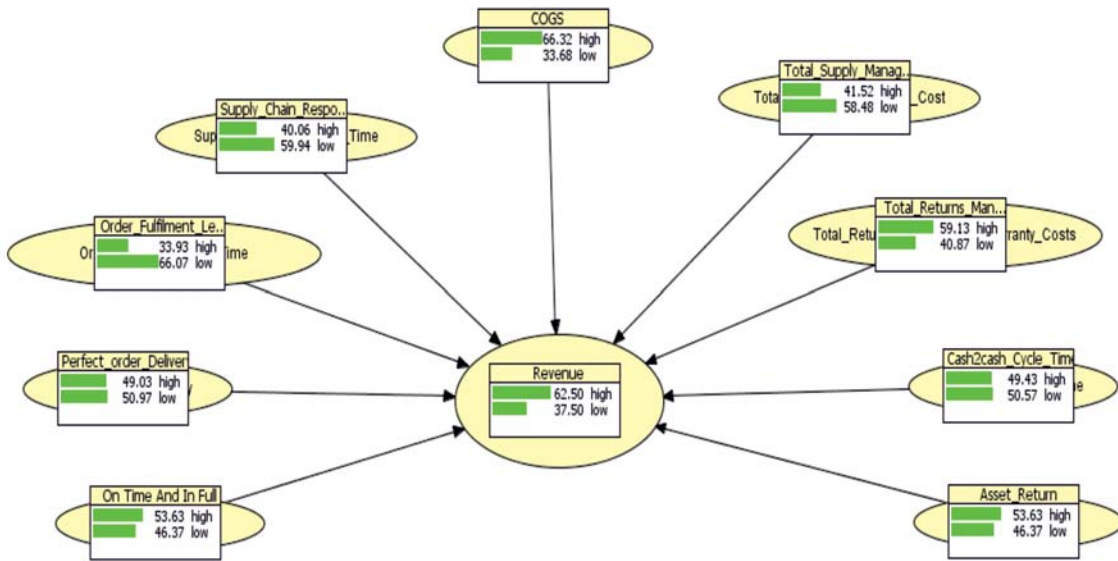 COGS
66.32 high
33.68 low
Total_Supply_Manag...
41.52 high
58.48 low
Tota
_Cost
Supply_Chain_Respo...
40.06 high
59.94 low
Sup
_Time
Order_Fulfilment_Le...
33.93 high
66.07 low
Or
Time
Total_Returns_Man...
59.13 high
40.87 low
Total_Retu
rranty_Costs
Perfect_order_Deliver
49.03 high
50.97 low
y
Revenue
62.50 high
37.50 low
Cash2cash_Cycle_Time
49.43 high
50.57 low
ne
On Time And In Full
53.63 high
46.37 low
Asset_Return
53.63 high
46.37 low